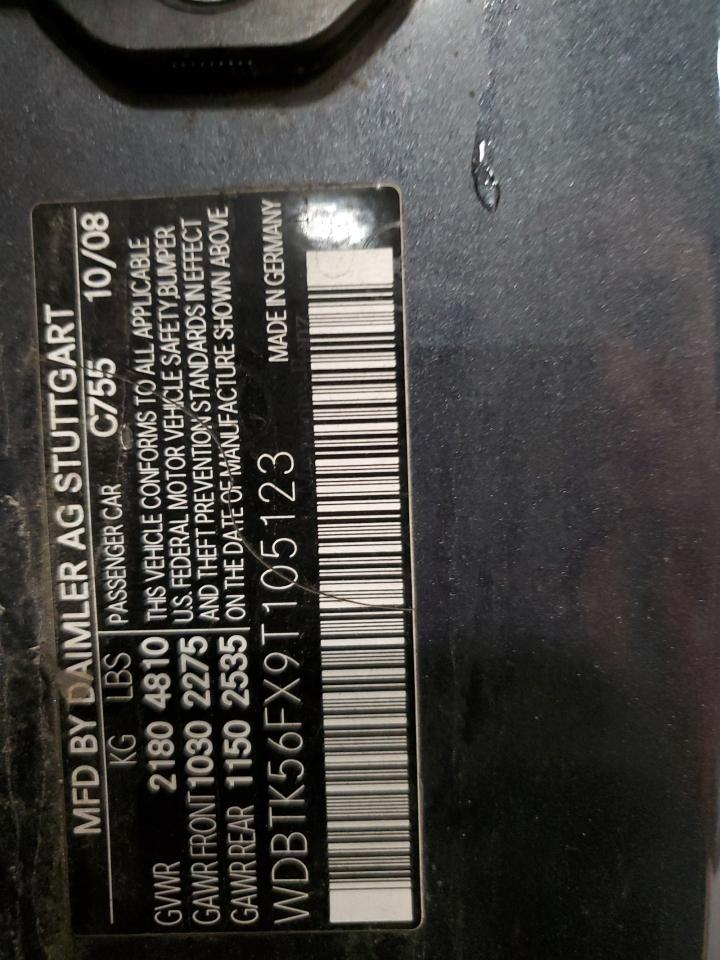 MFD BY DAIMLER AG STUTTGART
KG LBS PASSENGER CAR C755 10/08
GVWR 2180 4810 THIS VEHICLE CONFORMS TO ALL APPLICABLE
GAWR FRONT 1030 2275 U.S. FEDERAL MOTOR VEHICLE SAFETY,BUMPER
AND THEFT PREVENTION STANDARDS IN EFFECT
GAWR REAR 1150 2535 ON THE DATE OF MANUFACTURE SHOWN ABOVE
WDBTK56FX9T105123 MADE IN GERMANY